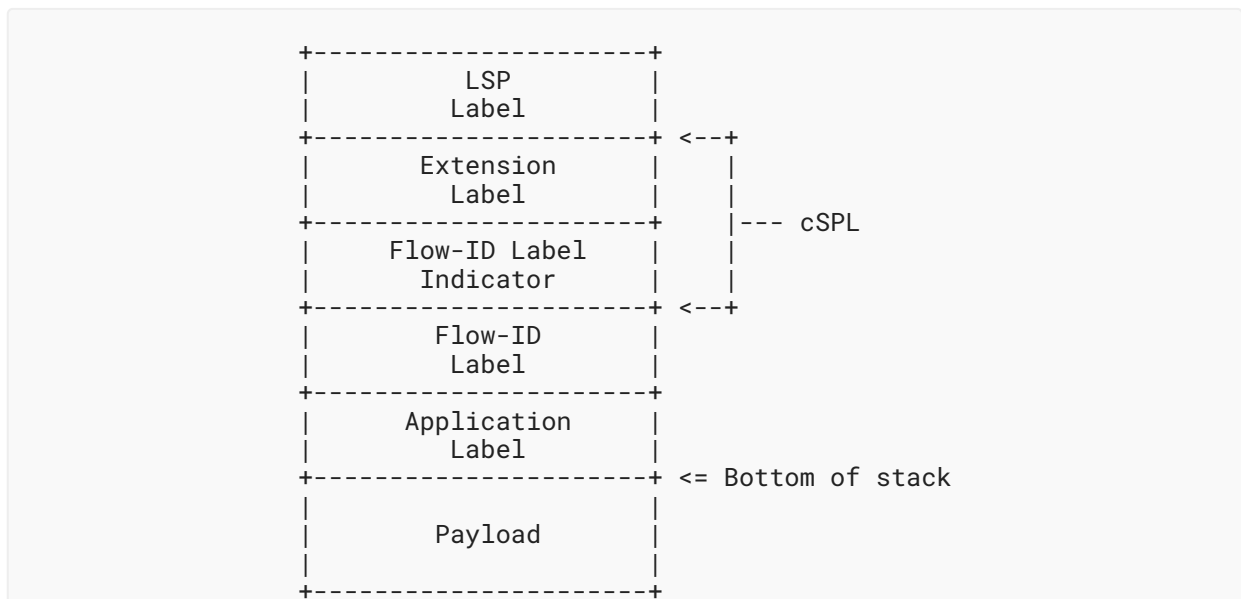 +----------------------+
|          LSP         |
|         Label        |
+----------------------+ <--+
|       Extension      |    |
|         Label        |    |
+----------------------+    |--- cSPL
|     Flow-ID Label    |    |
|       Indicator      |    |
+----------------------+ <--+
|        Flow-ID       |
|         Label        |
+----------------------+
|      Application     |
|         Label        |
+----------------------+ <= Bottom of stack
|                      |
|        Payload       |
|                      |
+----------------------+